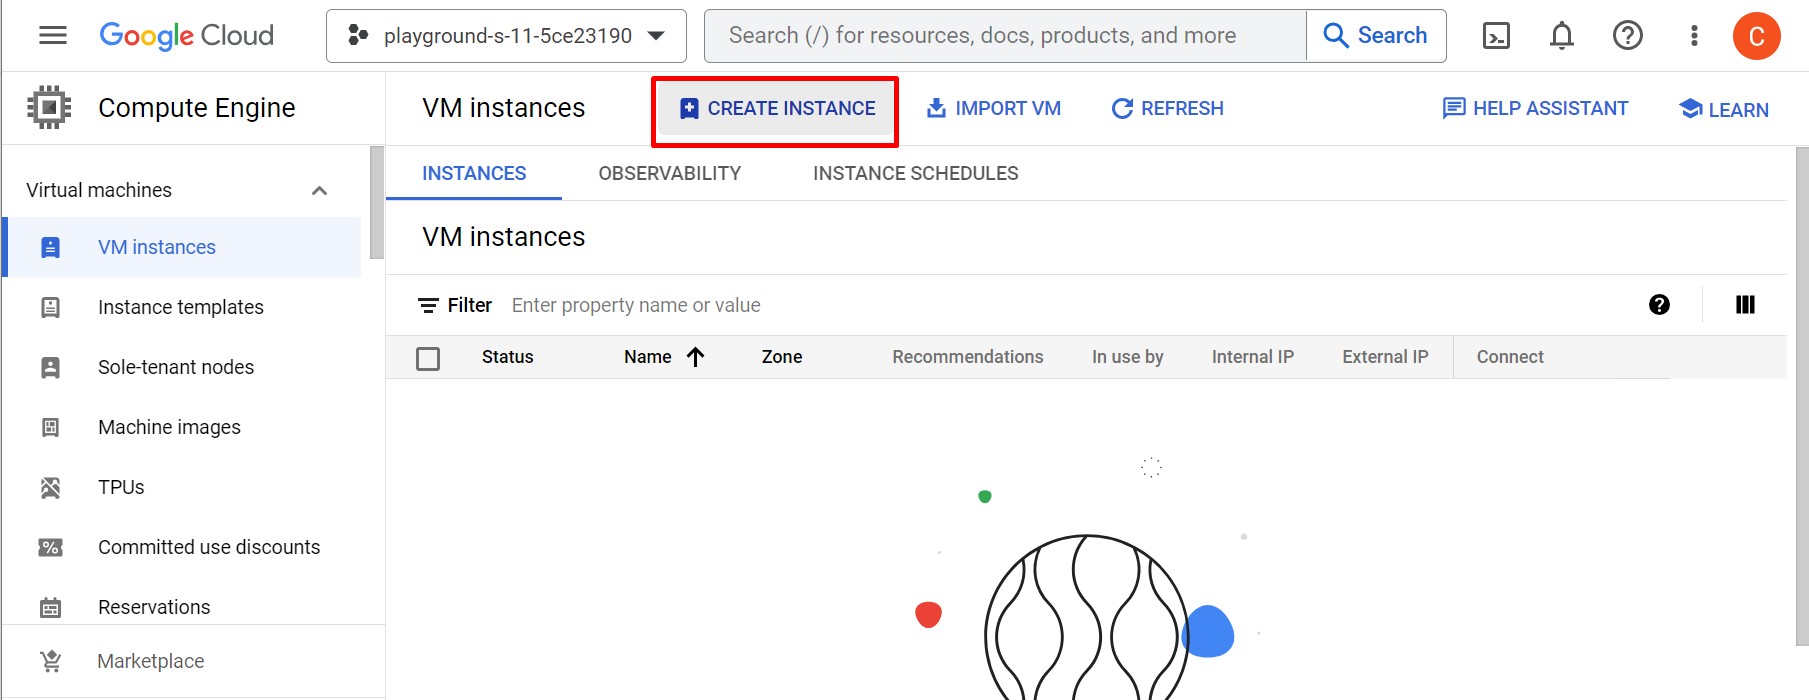 Google Cloud
playground-s-11-5ce23190
Search (/) for resources, docs, products, and more
Search
C
Compute Engine
VM instances
CREATE INSTANCE
IMPORT VM
REFRESH
HELP ASSISTANT
LEARN
Virtual machines
VM instances
Instance templates
Sole-tenant nodes
Machine images
TPUs
Committed use discounts
Reservations
Marketplace
INSTANCES
OBSERVABILITY
INSTANCE SCHEDULES
VM instances
Filter
Enter property name or value
Status
Name
Zone
Recommendations
In use by
Internal IP
External IP
Connect